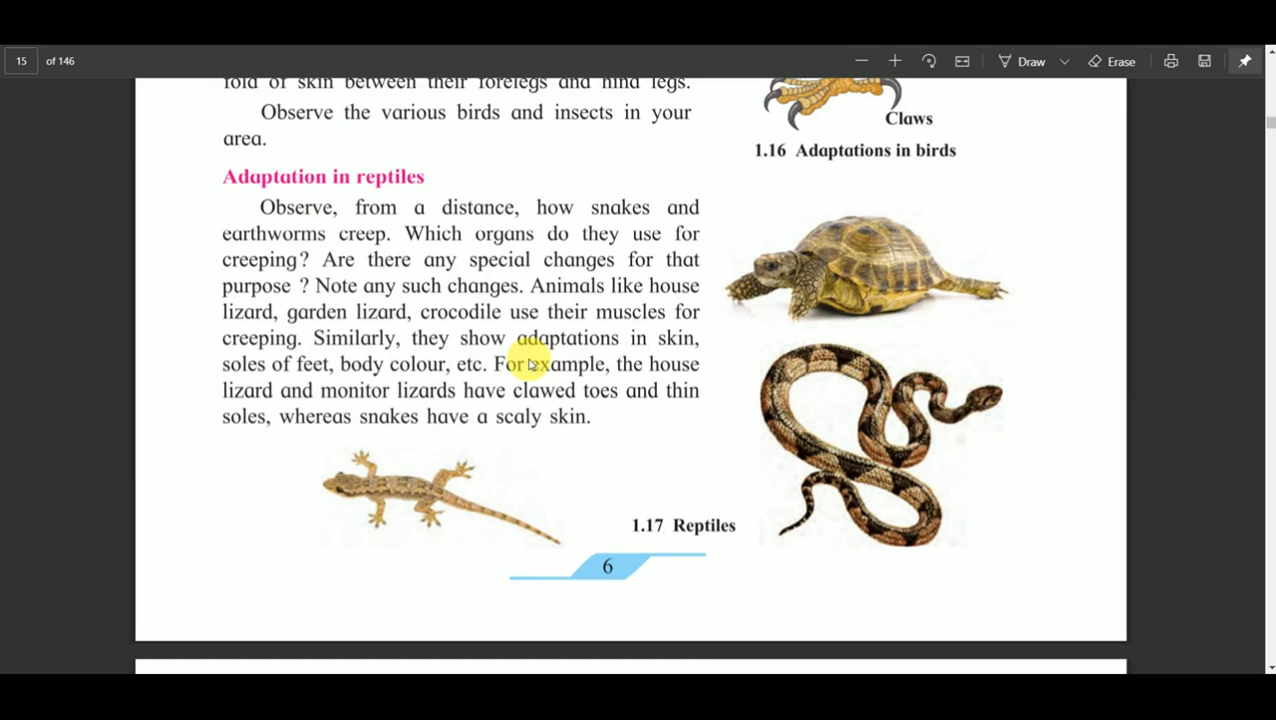 15 of 146
Draw
Erase
fold of skin between their forelegs and hind legs.
Observe the various birds and insects in your
area.
Claws
1.16 Adaptations in birds
Adaptation in reptiles
Observe, from a distance, how snakes and
earthworms creep. Which organs do they use for
creeping? Are there any special changes for that
purpose ? Note any such changes. Animals like house
lizard, garden lizard, crocodile use their muscles for
creeping. Similarly, they show adaptations in skin,
soles of feet, body colour, etc. For example, the house
lizard and monitor lizards have clawed toes and thin
soles, whereas snakes have a scaly skin.
1.17 Reptiles
6